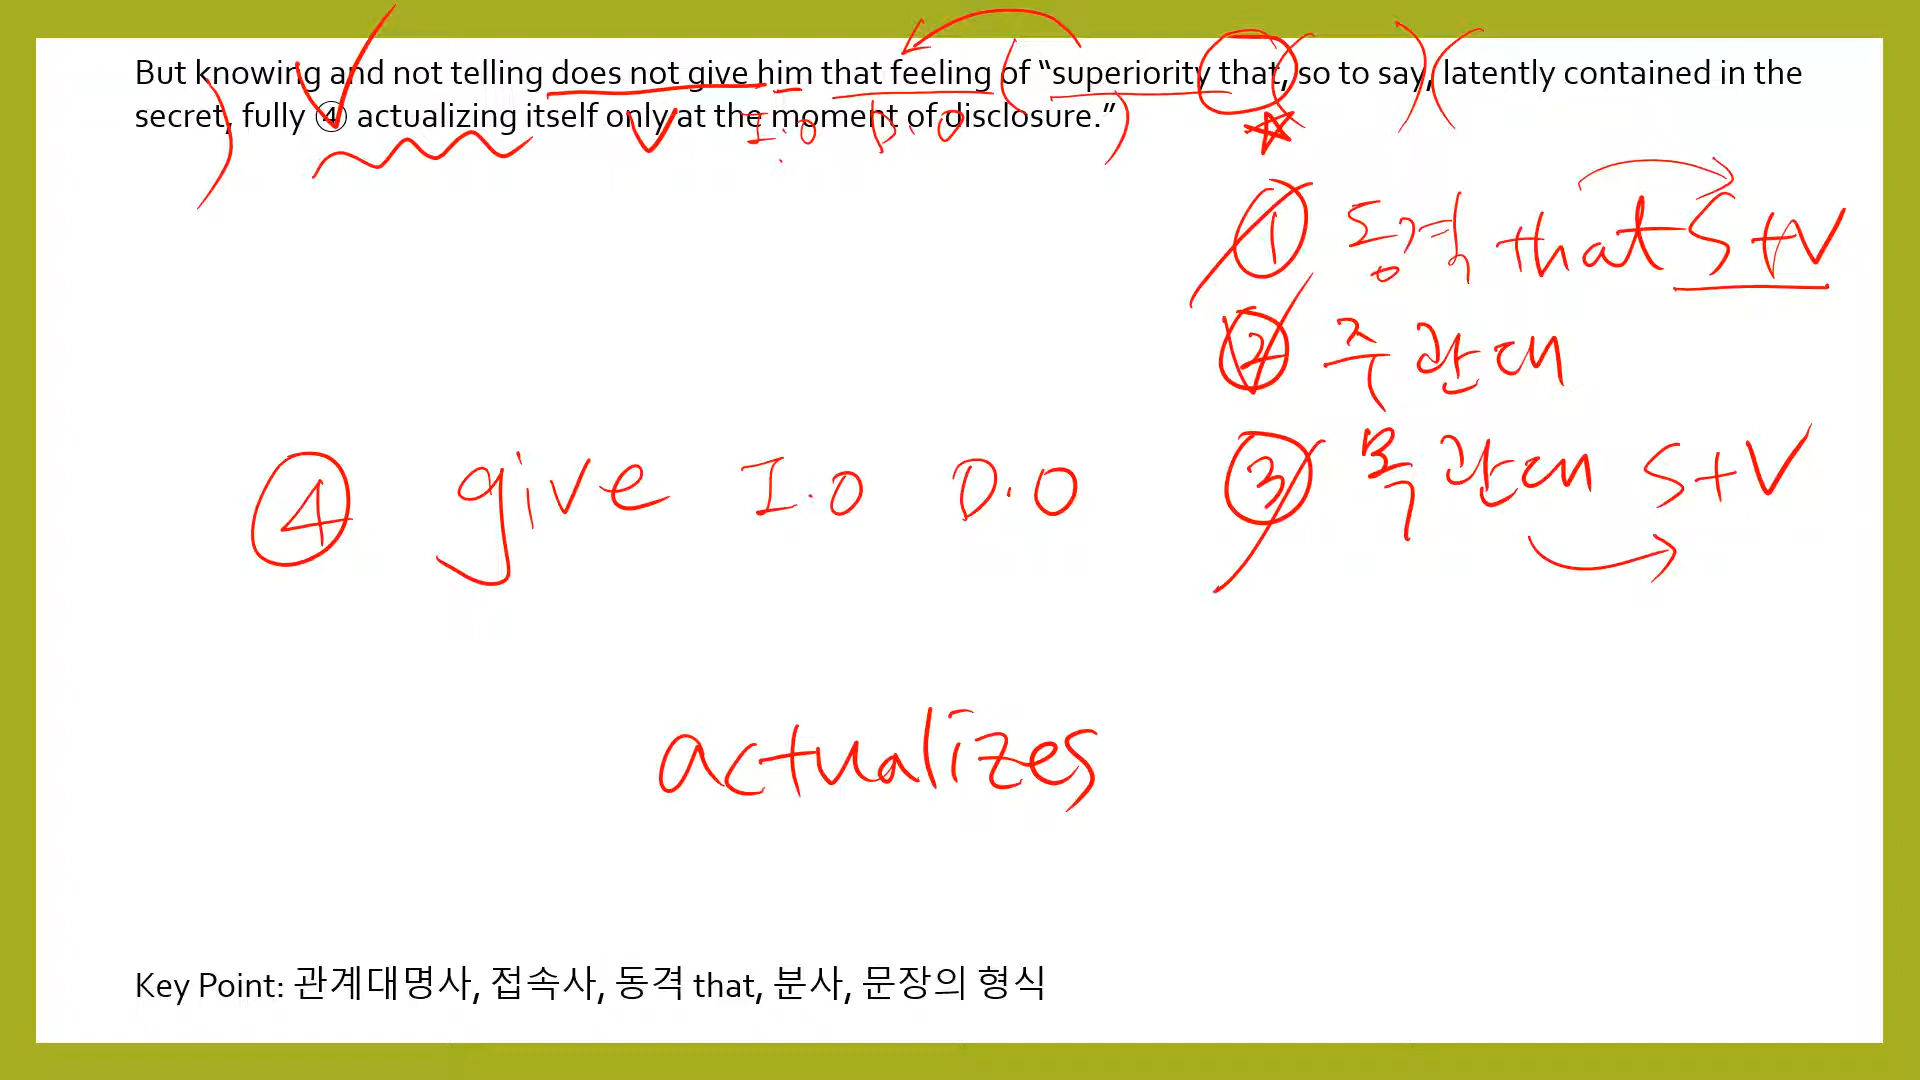 But knowing and not telling does not give him that feeling of “superiority that, so to say, latently contained in the
secret, fully ④ actualizing itself only at the moment of disclosure.”
V I.O D.O
① 동격 that S+V
② 주관대
③ 목관대 S+V
④ give I.O D.O
actualizes
Key Point: 관계대명사, 접속사, 동격 that, 분사, 문장의 형식